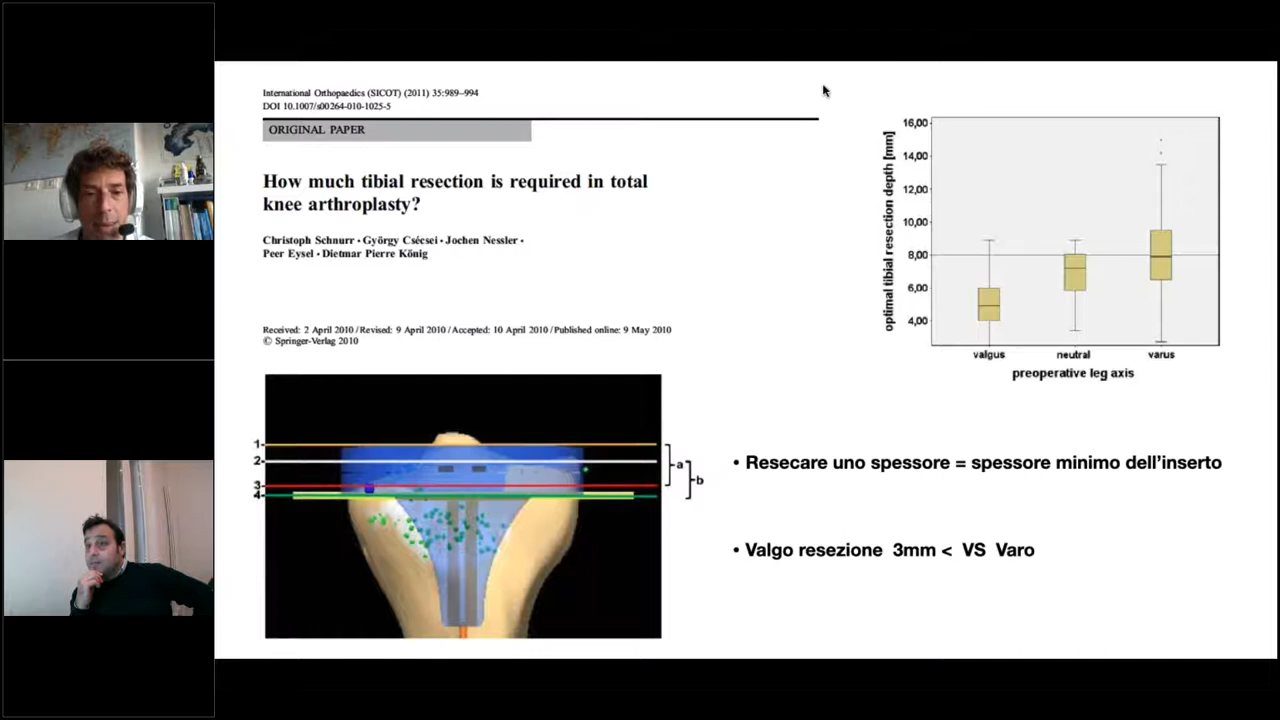 International Orthopaedics (SICOT) (2011) 35:989–994
DOI 10.1007/s00264-010-1025-5
ORIGINAL PAPER
How much tibial resection is required in total
knee arthroplasty?
Christoph Schnurr · György Csécsei · Jochen Nessler ·
Peer Eysel · Dietmar Pierre König
Received: 2 April 2010 / Revised: 9 April 2010 / Accepted: 10 April 2010 / Published online: 9 May 2010
© Springer-Verlag 2010
optimal tibial resection depth [mm]
16,00
14,00
12,00
10,00
8,00
6,00
4,00
valgus neutral varus
preoperative leg axis
1
2
3
4
a
b
• Resecare uno spessore = spessore minimo dell'inserto
• Valgo resezione 3mm < VS Varo